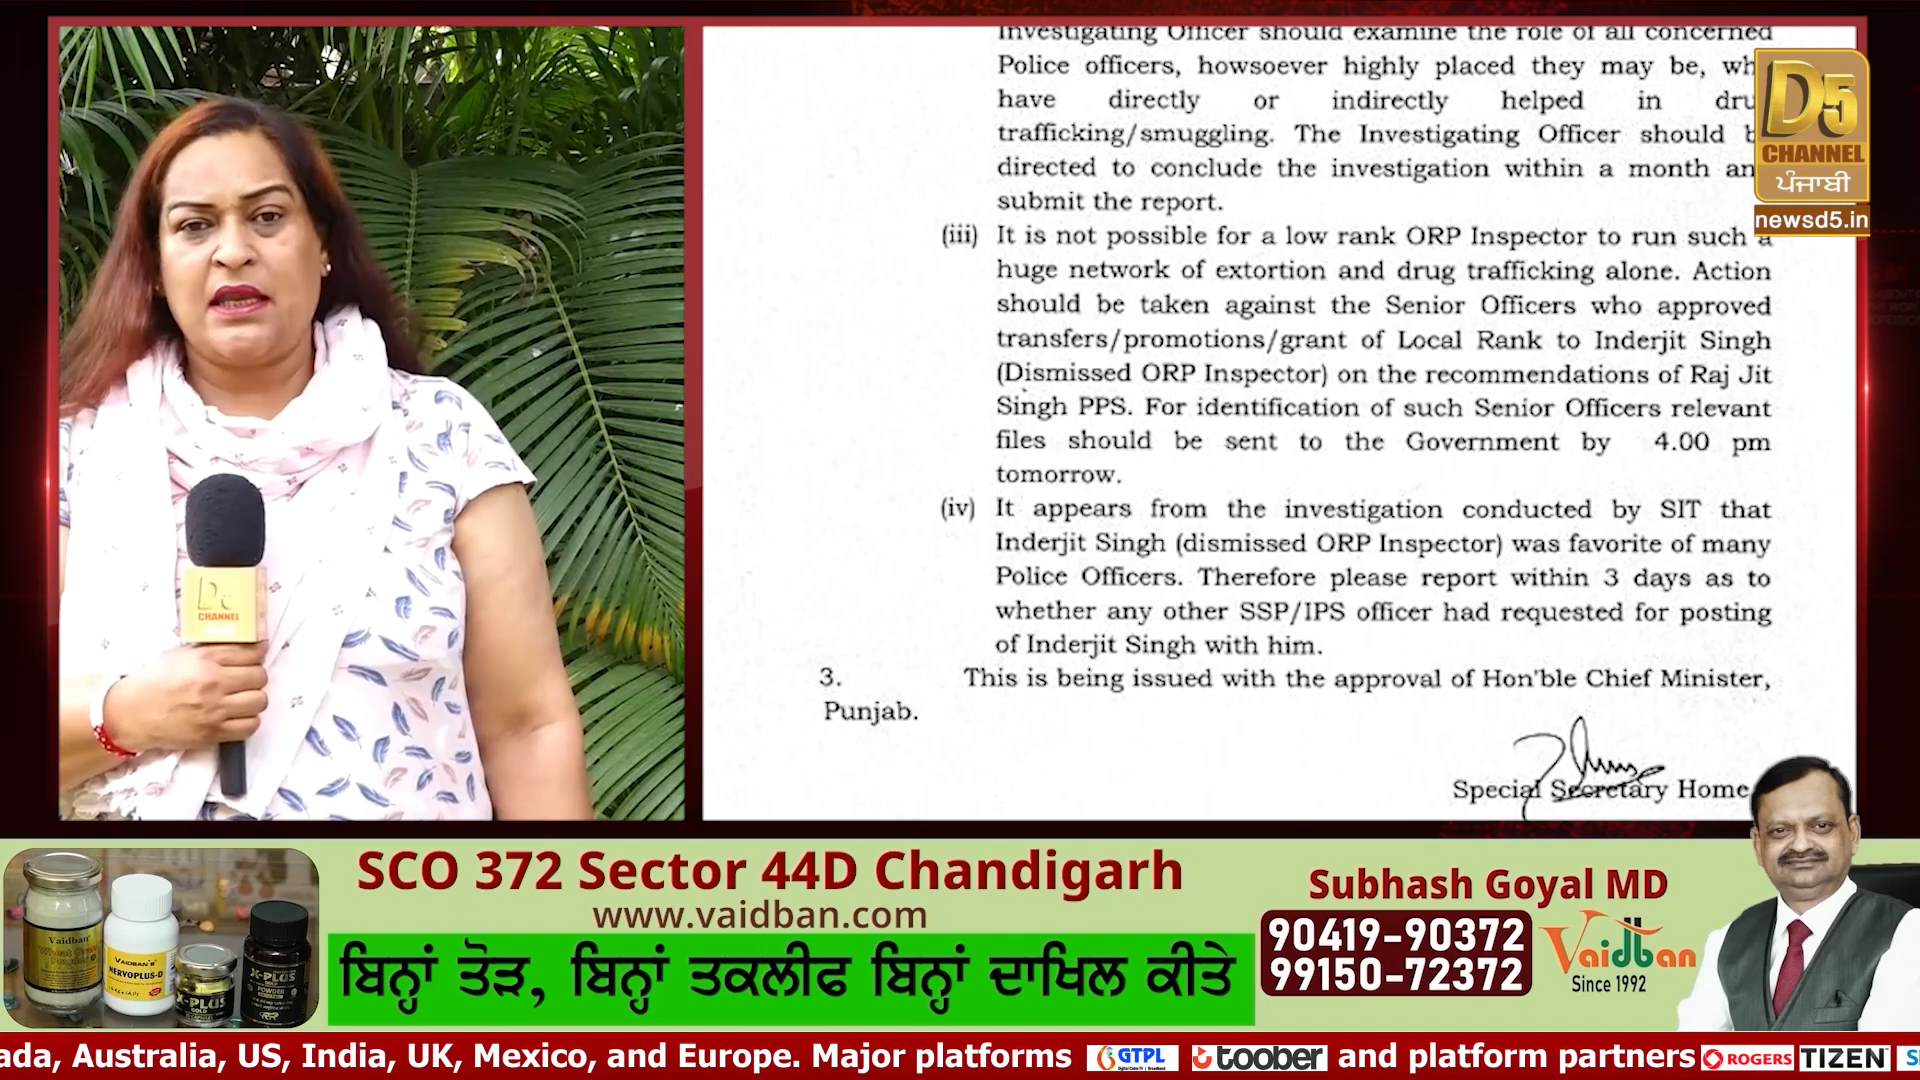 Investigating Officer should examine the role of all concerned
Police officers, howsoever highly placed they may be,
have directly or indirectly helped in
trafficking/smuggling. The Investigating Officer should
directed to conclude the investigation within a month
submit the report.
(iii) It is not possible for a low rank ORP Inspector to run such a
huge network of extortion and drug trafficking alone. Action
should be taken against the Senior Officers who approved
transfers/promotions/grant of Local Rank to Inderjit Singh
(Dismissed ORP Inspector) on the recommendations of Raj Jit
Singh PPS. For identification of such Senior Officers relevant
files should be sent to the Government by 4.00 pm
tomorrow.
(iv) It appears from the investigation conducted by SIT that
Inderjit Singh (dismissed ORP Inspector) was favorite of many
Police Officers. Therefore please report within 3 days as to
whether any other SSP/IPS officer had requested for posting
of Inderjit Singh with him.
3. This is being issued with the approval of Hon'ble Chief Minister,
Punjab.
Special Secretary Home
D5
CHANNEL
ਪੰਜਾਬੀ
newsd5.in
CHANNEL
SCO 372 Sector 44D Chandigarh
www.vaidban.com
ਬਿਨ੍ਹਾਂ ਤੋੜ, ਬਿਨ੍ਹਾਂ ਤਕਲੀਫ ਬਿਨ੍ਹਾਂ ਦਾਖਿਲ ਕੀਤੇ
Subhash Goyal MD
90419-90372
99150-72372
Vaidban
Since 1992
Vaidban
VAIDBAN'S
NERVOPLUS-D
X-PLUS
GOLD
X-PLUS
GOLD
POWDER
ada, Australia, US, India, UK, Mexico, and Europe. Major platforms GTPL toober and platform partners ROGERS TIZEN